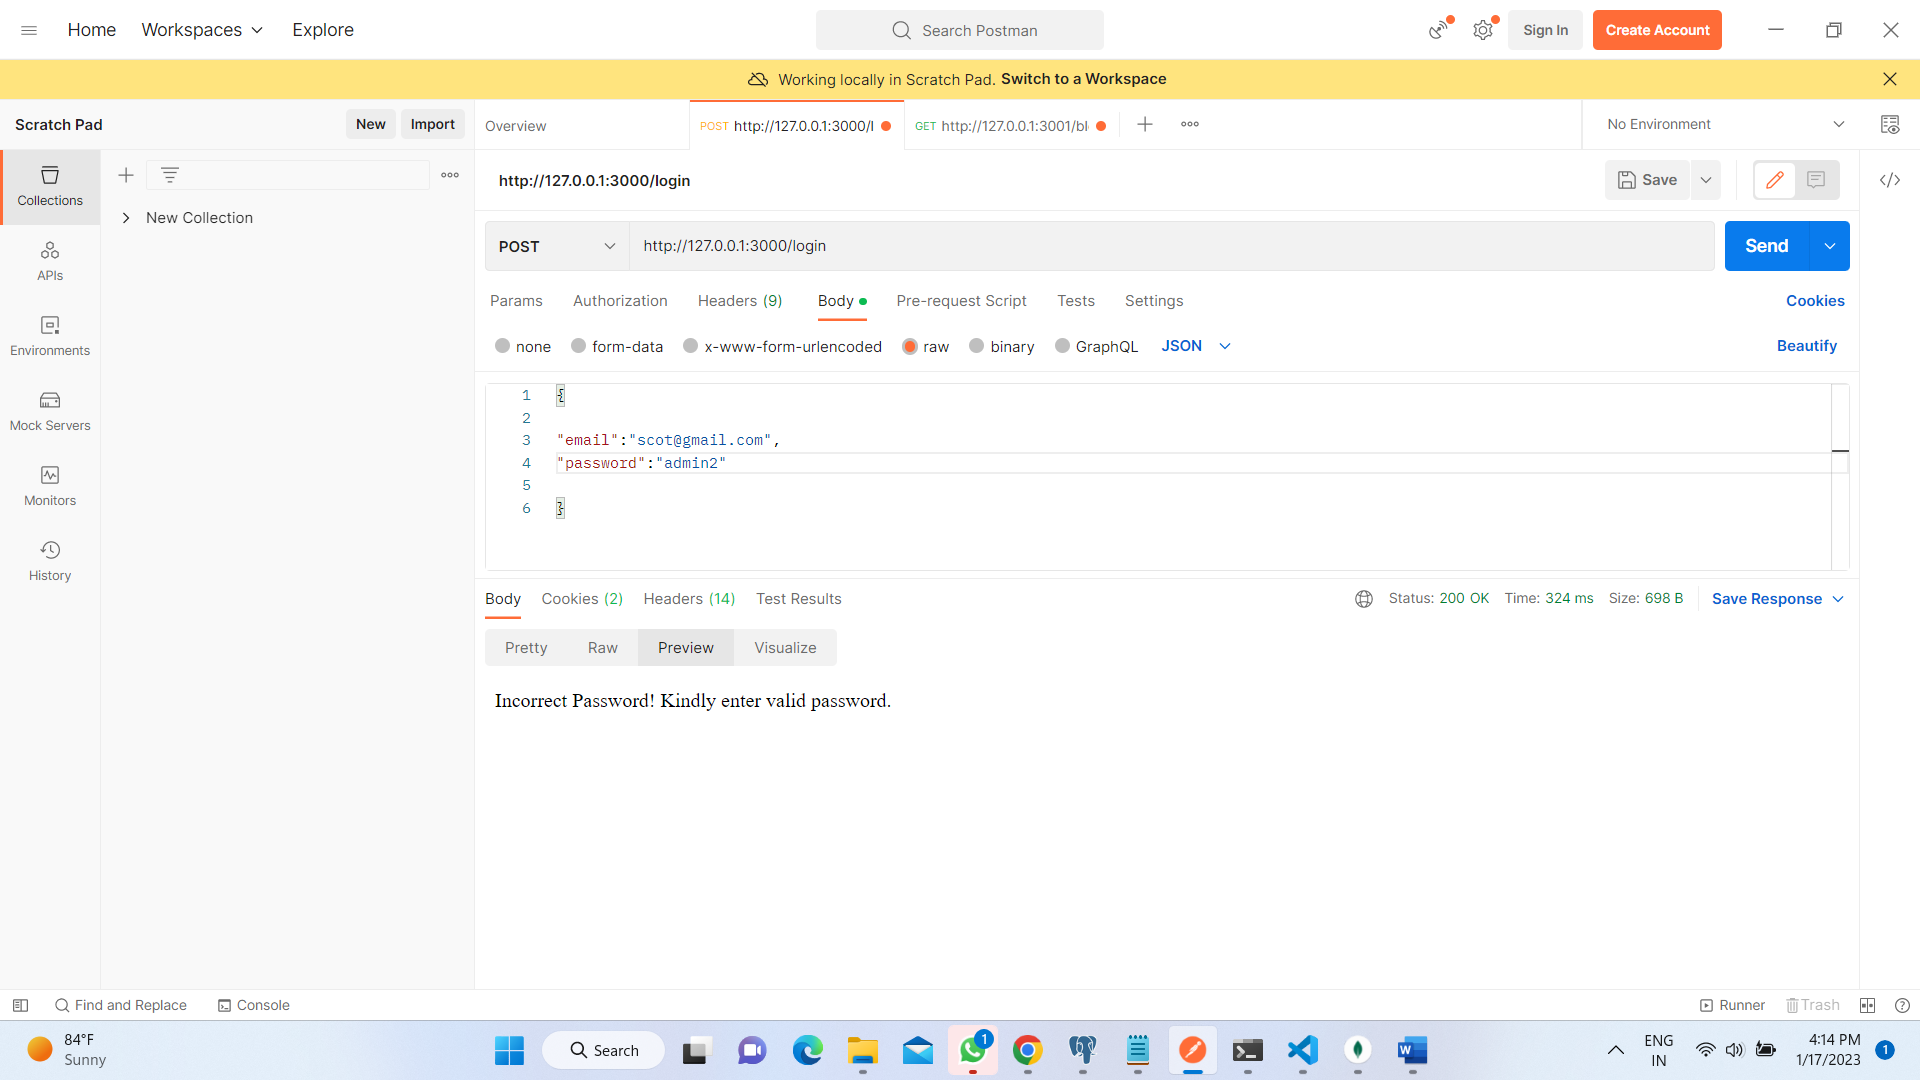 Home
Workspaces
Explore
Search Postman
Sign In
Create Account
Working locally in Scratch Pad. Switch to a Workspace
Scratch Pad
New
Import
Overview
POST http://127.0.0.1:3000/l
GET http://127.0.0.1:3001/bl
No Environment
Collections
APIs
Environments
Mock Servers
Monitors
History
New Collection
http://127.0.0.1:3000/login
Save
POST
http://127.0.0.1:3000/login
Send
Params
Authorization
Headers (9)
Body
Pre-request Script
Tests
Settings
Cookies
none
form-data
x-www-form-urlencoded
raw
binary
GraphQL
JSON
Beautify
1 {
2
3 "email":"scot@gmail.com",
4 "password":"admin2"
5
6 }
Body
Cookies (2)
Headers (14)
Test Results
Status: 200 OK
Time: 324 ms
Size: 698 B
Save Response
Pretty
Raw
Preview
Visualize
Incorrect Password! Kindly enter valid password.
Find and Replace
Console
Runner
Trash
84°F
Sunny
Search
1
ENG
IN
4:14 PM
1/17/2023
1